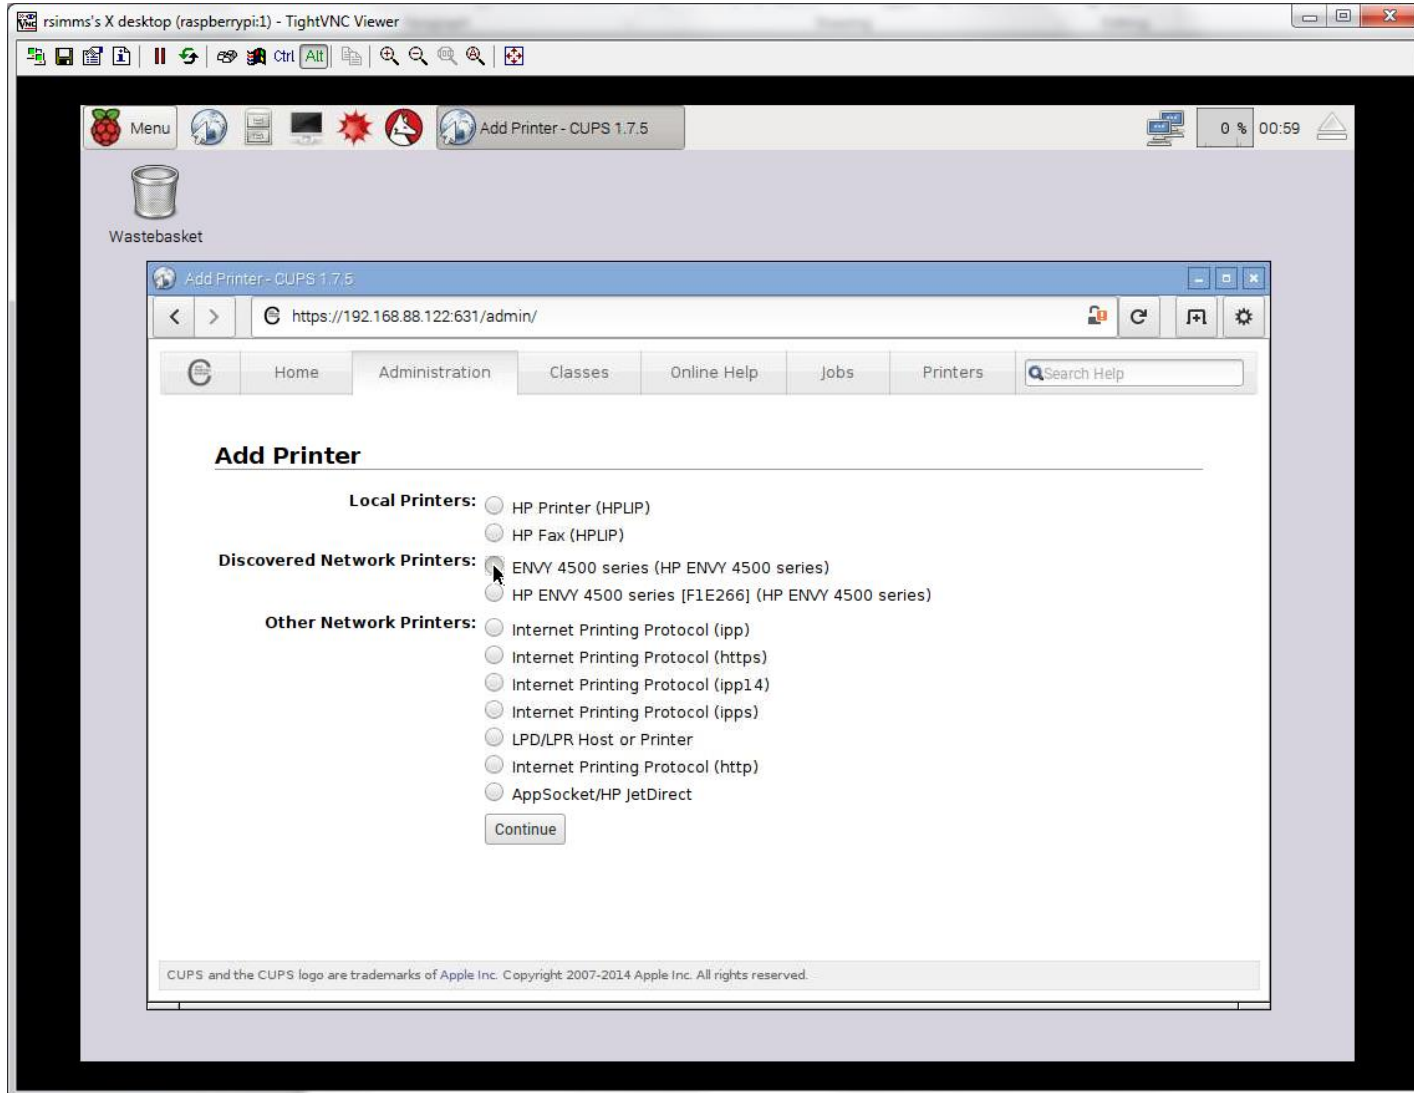 rsimms's X desktop (raspberrypi:1) - TightVNC Viewer
Ctrl Alt
Menu Add Printer - CUPS 1.7.5 0 % 00:59
Wastebasket
Add Printer - CUPS 1.7.5
https://192.168.88.122:631/admin/
Home Administration Classes Online Help Jobs Printers Search Help
Add Printer
Local Printers: HP Printer (HPLIP)
HP Fax (HPLIP)
Discovered Network Printers: ENVY 4500 series (HP ENVY 4500 series)
HP ENVY 4500 series [F1E266] (HP ENVY 4500 series)
Other Network Printers: Internet Printing Protocol (ipp)
Internet Printing Protocol (https)
Internet Printing Protocol (ipp14)
Internet Printing Protocol (ipps)
LPD/LPR Host or Printer
Internet Printing Protocol (http)
AppSocket/HP JetDirect
Continue
CUPS and the CUPS logo are trademarks of Apple Inc. Copyright 2007-2014 Apple Inc. All rights reserved.